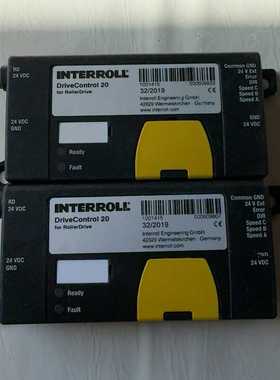 RD
24 VDC
24 VDC
GND
INTERROLL
DriveControl 20
for RollerDrive
1001415
32/2019
Interroll Engineering GmbH
42929 Wermelskirchen · Germany
www.interroll.com
Ready
Fault
Common GND
24 V Ext
Error
DIR
Speed C
Speed B
Speed A
GND
24 VDC
RD
24 VDC
24 VDC
GND
INTERROLL
DriveControl 20
for RollerDrive
1001415
32/2019
Interroll Engineering GmbH
42929 Wermelskirchen · Germany
www.interroll.com
Ready
Fault
Common GND
24 V Ext
Error
DIR
Speed C
Speed B
Speed A
24 VDC